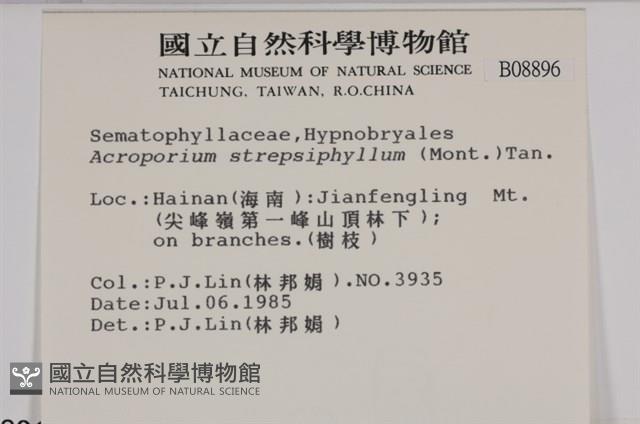 國立自然科學博物館
NATIONAL MUSEUM OF NATURAL SCIENCE B08896
TAICHUNG, TAIWAN, R.O.CHINA
Sematophyllaceae,Hypnobryales
Acroporium strepsiphyllum (Mont.)Tan.
Loc.:Hainan(海南):Jianfengling Mt.
(尖峰嶺第一峰山頂林下);
on branches.(樹枝)
Col.:P.J.Lin(林邦娟).NO.3935
Date:Jul.06.1985
Det.:P.J.Lin(林邦娟)
國立自然科學博物館
NATIONAL MUSEUM OF NATURAL SCIENCE